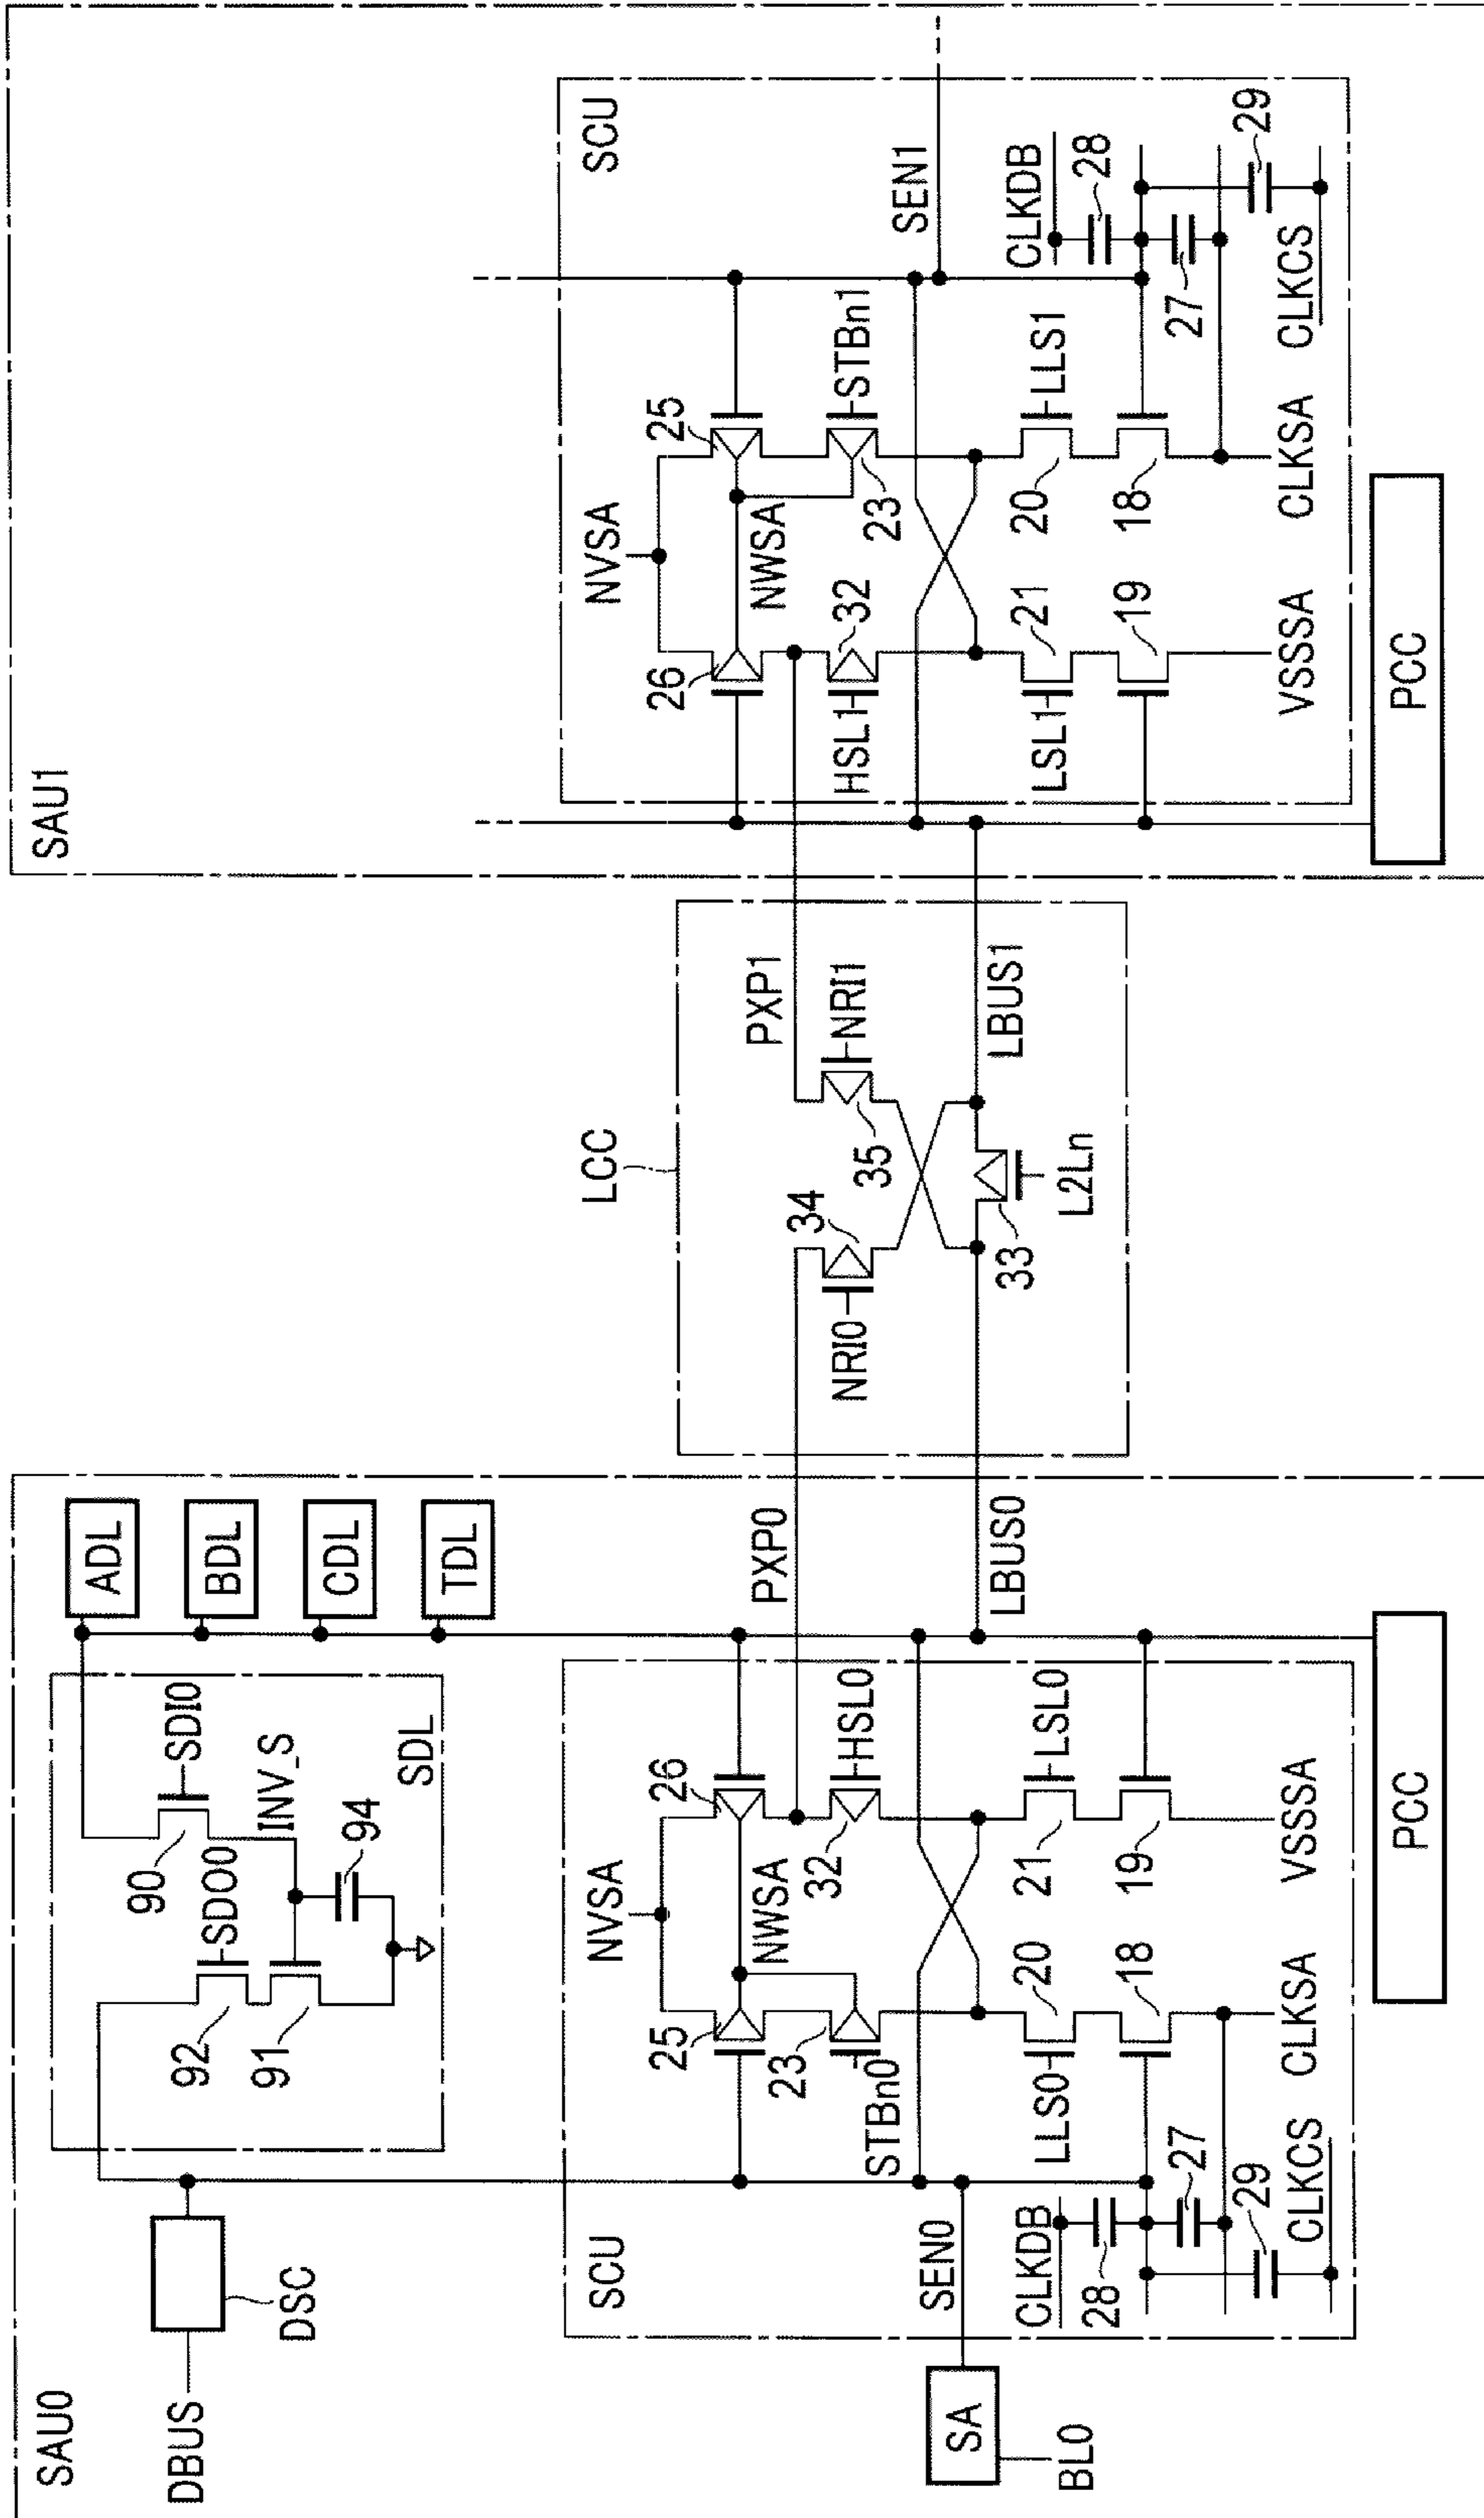 SAU0
DBUS
DSC
92
91
90
SDO0
SDI0
INV_S
94
SDL
ADL
BDL
CDL
TDL
SCU
NVSA
25
26
NWSA
23
32
STBn0
HSL0
SEN0
SA
BL0
CLKDB
28
27
29
CLKCS
LLS0
20
21
LSL0
18
19
CLKSA
VSSSA
PCC
PXP0
LBUS0
LCC
NRI0
34
35
NRI1
33
L2Ln
PXP1
LBUS1
SAU1
SCU
NVSA
26
25
NWSA
HSL1
32
23
STBn1
SEN1
LSL1
21
20
LLS1
19
18
VSSSA
CLKSA
CLKDB
28
27
29
CLKCS
PCC